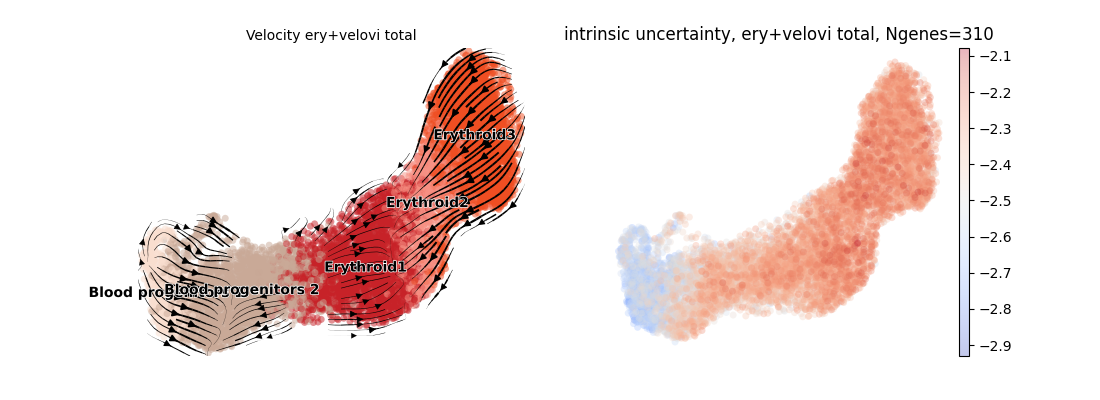 Velocity ery+velovi total
Erythroid3
Erythroid2
Erythroid1
Blood progenitors 2
intrinsic uncertainty, ery+velovi total, Ngenes=310
−2.1
−2.2
−2.3
−2.4
−2.5
−2.6
−2.7
−2.8
−2.9